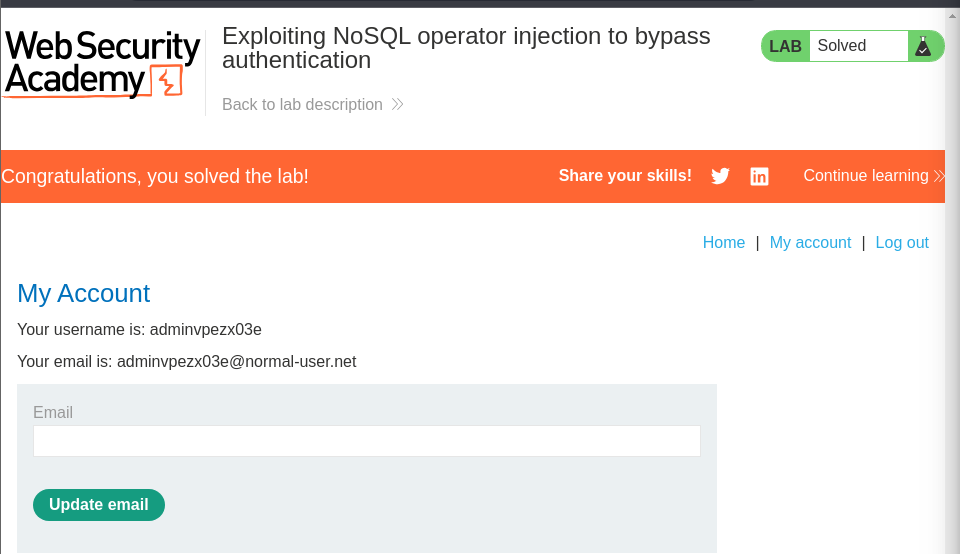 Web Security
Academy
Exploiting NoSQL operator injection to bypass
authentication
LAB Solved
Back to lab description
Congratulations, you solved the lab!
Share your skills!
Continue learning
Home | My account | Log out
My Account
Your username is: adminvpezx03e
Your email is: adminvpezx03e@normal-user.net
Email
Update email